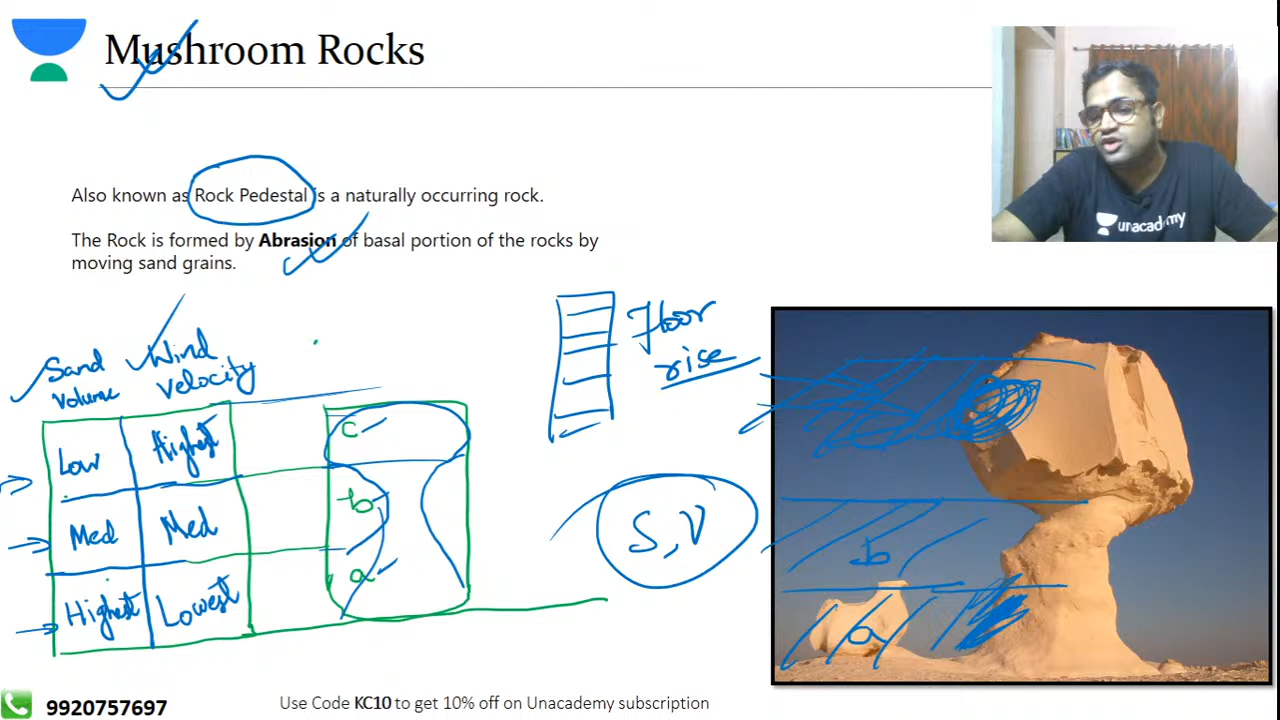 Mushroom Rocks
unacademy
Also known as Rock Pedestal is a naturally occurring rock.
The Rock is formed by Abrasion of basal portion of the rocks by
moving sand grains.
Floor
rise
Sand
volume
Wind
velocity
Low
Highest
c
Med
Med
b
S, V
b
Highest
Lowest
a
a
9920757697
Use Code KC10 to get 10% off on Unacademy subscription